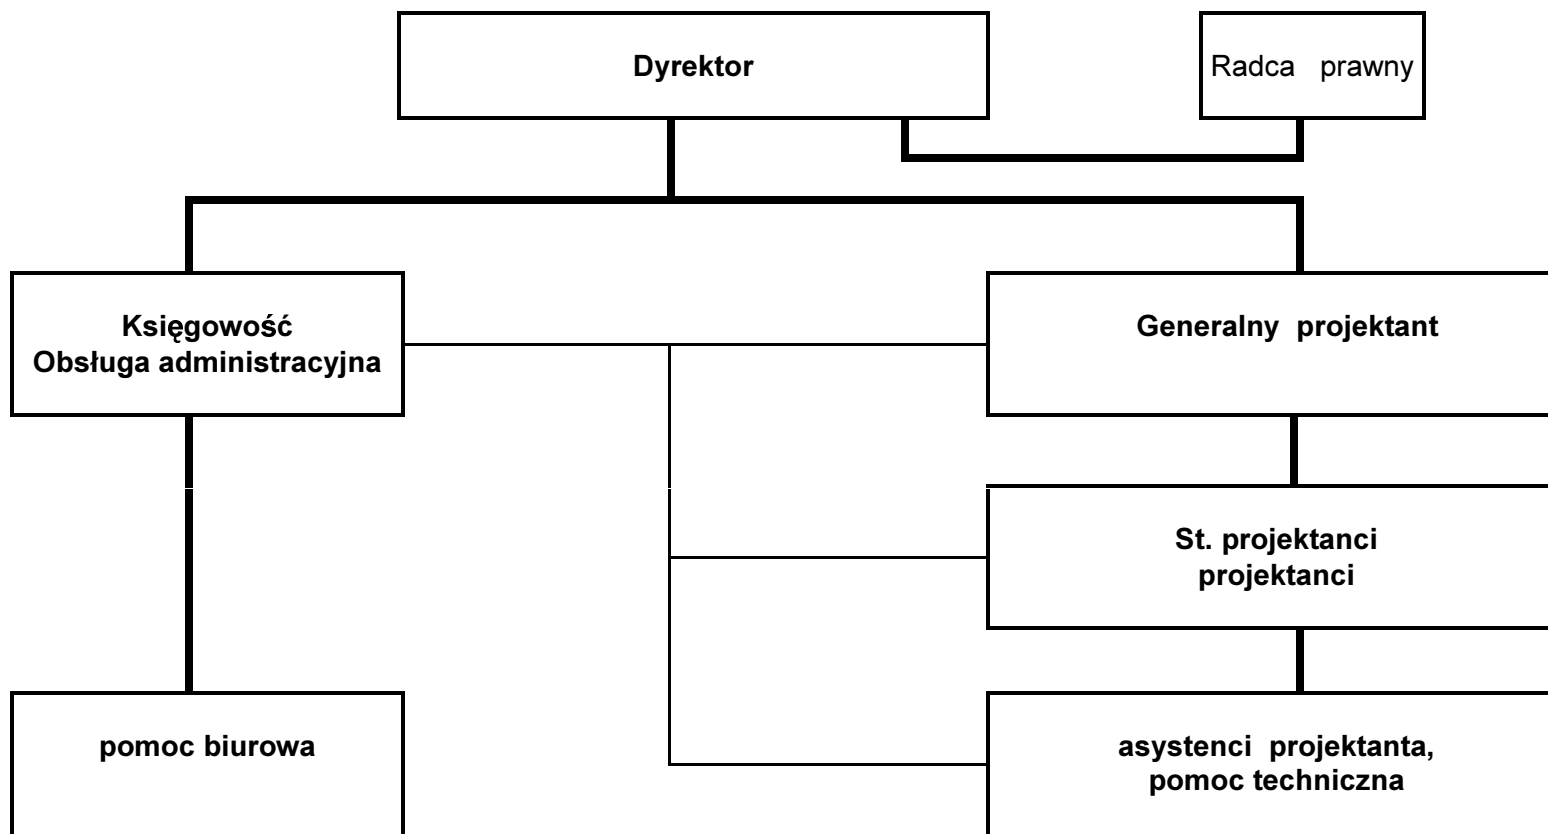 Dyrektor
Radca prawny
Księgowość
Obsługa administracyjna
Generalny projektant
St. projektanci
projektanci
pomoc biurowa
asystenci projektanta,
pomoc techniczna